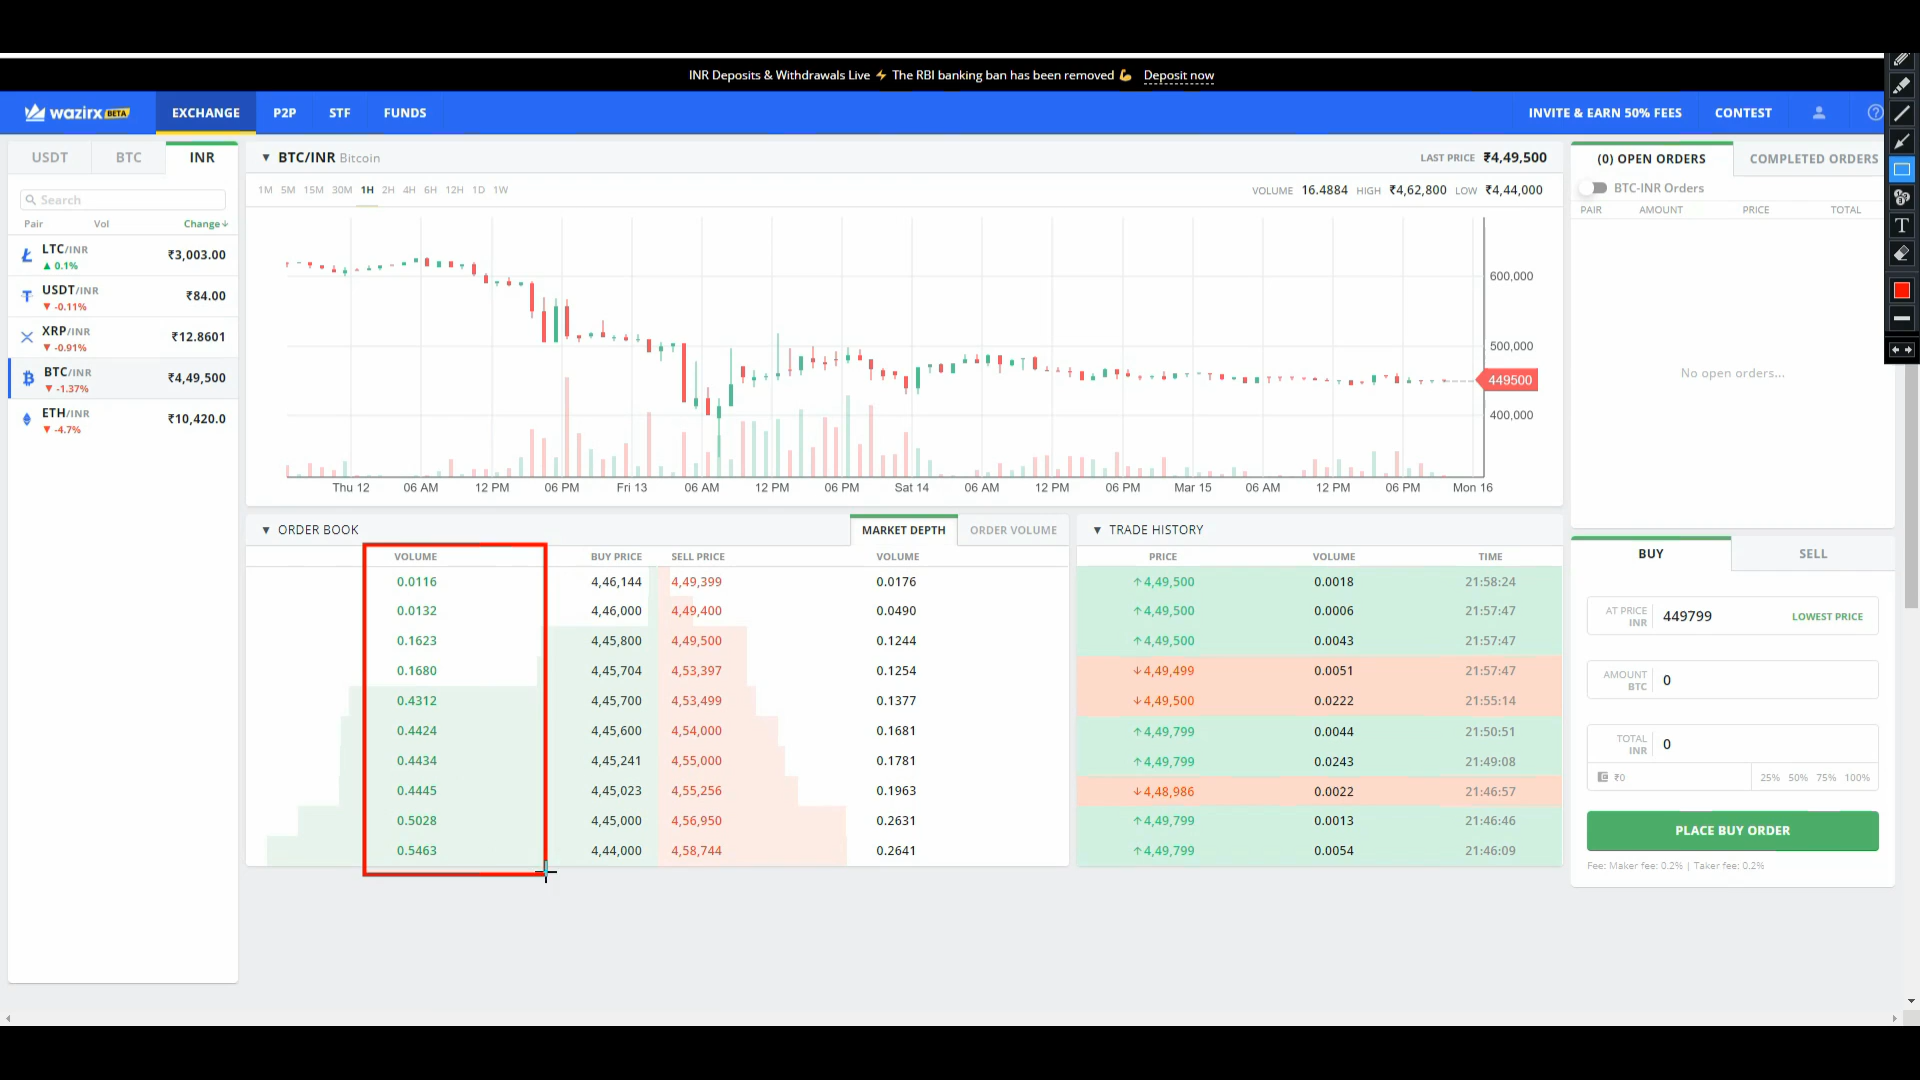 INR Deposits & Withdrawals Live ⚡ The RBI banking ban has been removed 💪 Deposit now
wazirx BETA EXCHANGE P2P STF FUNDS INVITE & EARN 50% FEES CONTEST
USDT BTC INR
Search
Pair Vol Change↓
LTC/INR ₹3,003.00
▲ 0.1%
USDT/INR ₹84.00
▼ -0.11%
XRP/INR ₹12.8601
▼ -0.91%
BTC/INR ₹4,49,500
▼ -1.37%
ETH/INR ₹10,420.0
▼ -4.7%
▼ BTC/INR Bitcoin LAST PRICE ₹4,49,500
1M 5M 15M 30M 1H 2H 4H 6H 12H 1D 1W VOLUME 16.4884 HIGH ₹4,62,800 LOW ₹4,44,000
600,000
500,000
449500
400,000
Thu 12 06 AM 12 PM 06 PM Fri 13 06 AM 12 PM 06 PM Sat 14 06 AM 12 PM 06 PM Mar 15 06 AM 12 PM 06 PM Mon 16
▼ ORDER BOOK MARKET DEPTH ORDER VOLUME
VOLUME BUY PRICE SELL PRICE VOLUME
0.0116 4,46,144 4,49,399 0.0176
0.0132 4,46,000 4,49,400 0.0490
0.1623 4,45,800 4,49,500 0.1244
0.1680 4,45,704 4,53,397 0.1254
0.4312 4,45,700 4,53,499 0.1377
0.4424 4,45,600 4,54,000 0.1681
0.4434 4,45,241 4,55,000 0.1781
0.4445 4,45,023 4,55,256 0.1963
0.5028 4,45,000 4,56,950 0.2631
0.5463 4,44,000 4,58,744 0.2641
▼ TRADE HISTORY
PRICE VOLUME TIME
↑4,49,500 0.0018 21:58:24
↑4,49,500 0.0006 21:57:47
↑4,49,500 0.0043 21:57:47
↓4,49,499 0.0051 21:57:47
↓4,49,500 0.0222 21:55:14
↑4,49,799 0.0044 21:50:51
↑4,49,799 0.0243 21:49:08
↓4,48,986 0.0022 21:46:57
↑4,49,799 0.0013 21:46:46
↑4,49,799 0.0054 21:46:09
(0) OPEN ORDERS COMPLETED ORDERS
BTC-INR Orders
PAIR AMOUNT PRICE TOTAL
No open orders...
BUY SELL
AT PRICE INR 449799 LOWEST PRICE
AMOUNT BTC 0
TOTAL INR 0
₹0 25% 50% 75% 100%
PLACE BUY ORDER
Fee: Maker fee: 0.2% | Taker fee: 0.2%
T